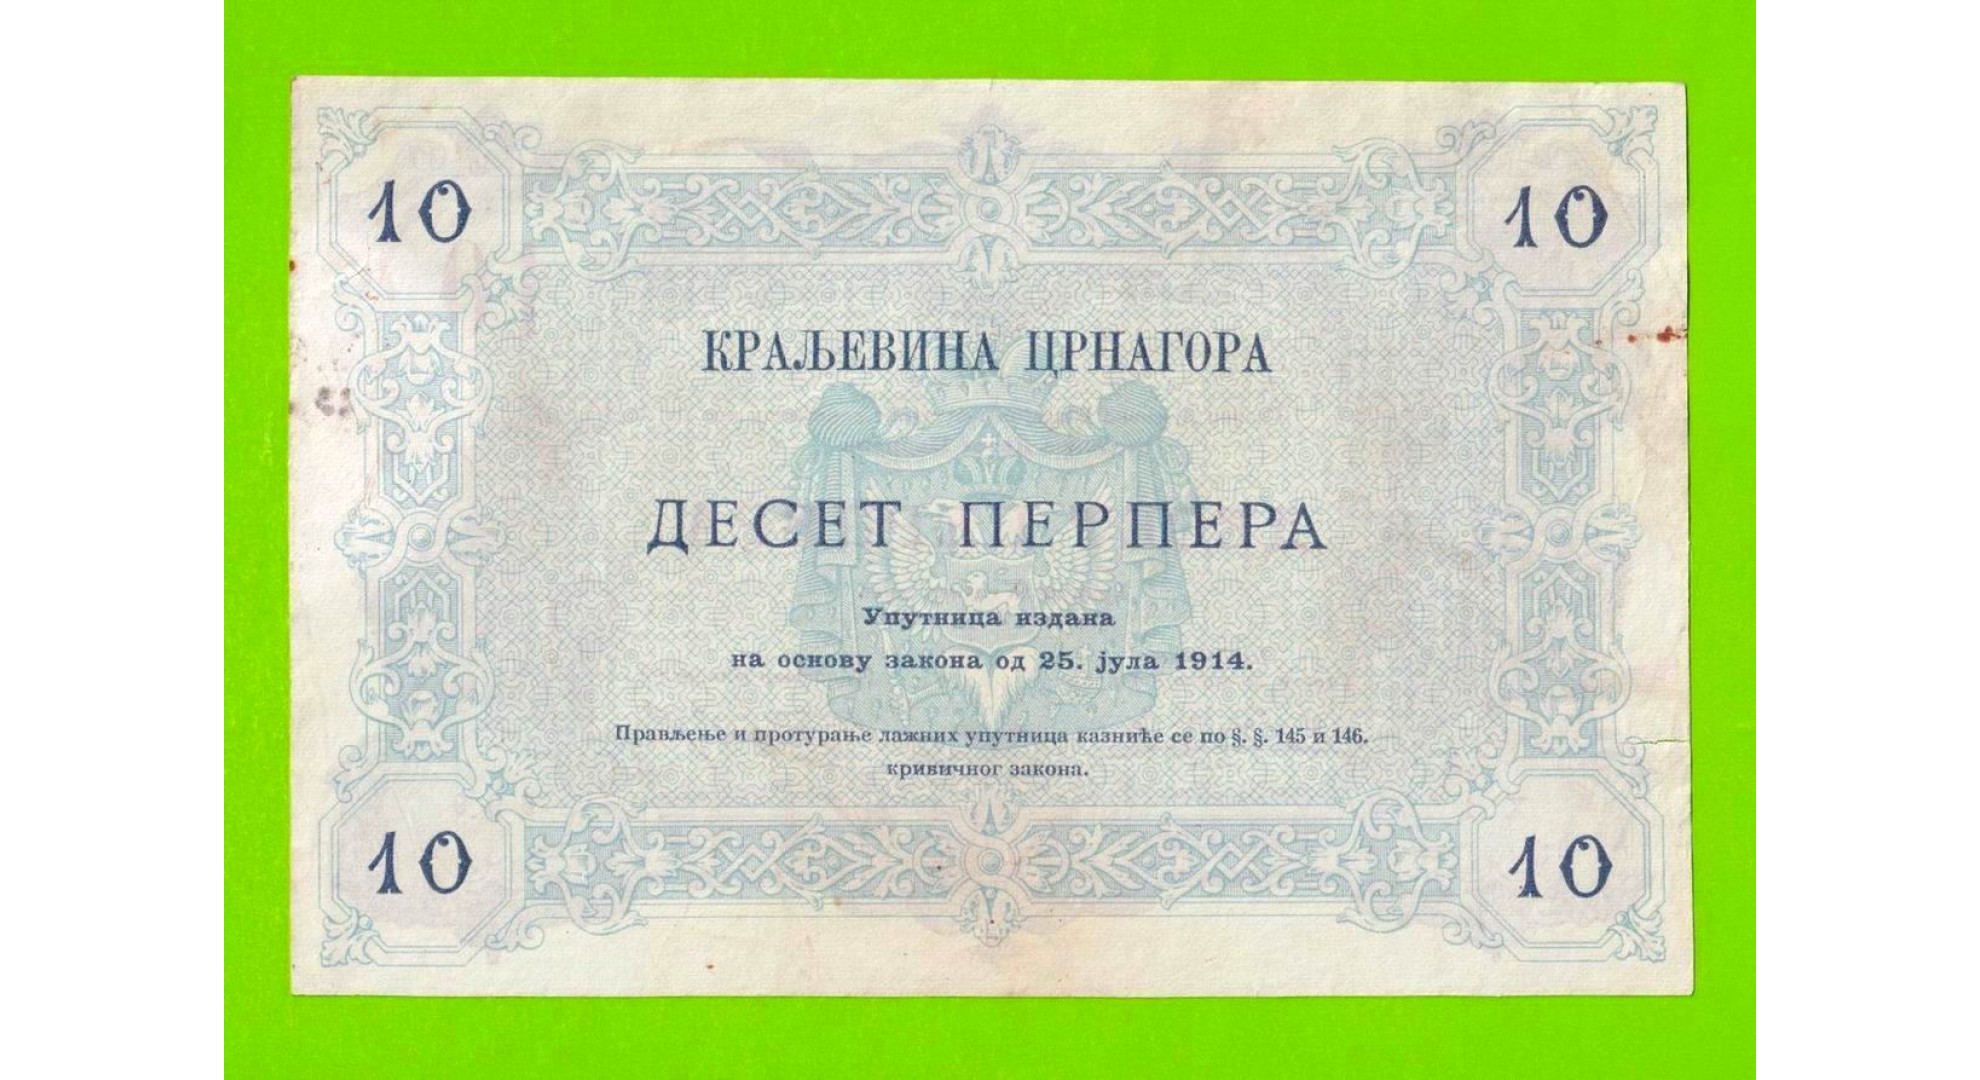 10 10
КРАЉЕВИНА ЦРНАГОРА
ДЕСЕТ ПЕРПЕРА
Упутница издана
на основу закона од 25. јула 1914.
Прављење и протурање лажних упутница казниће се по §. §. 145 и 146.
кривичног закона.
10 10